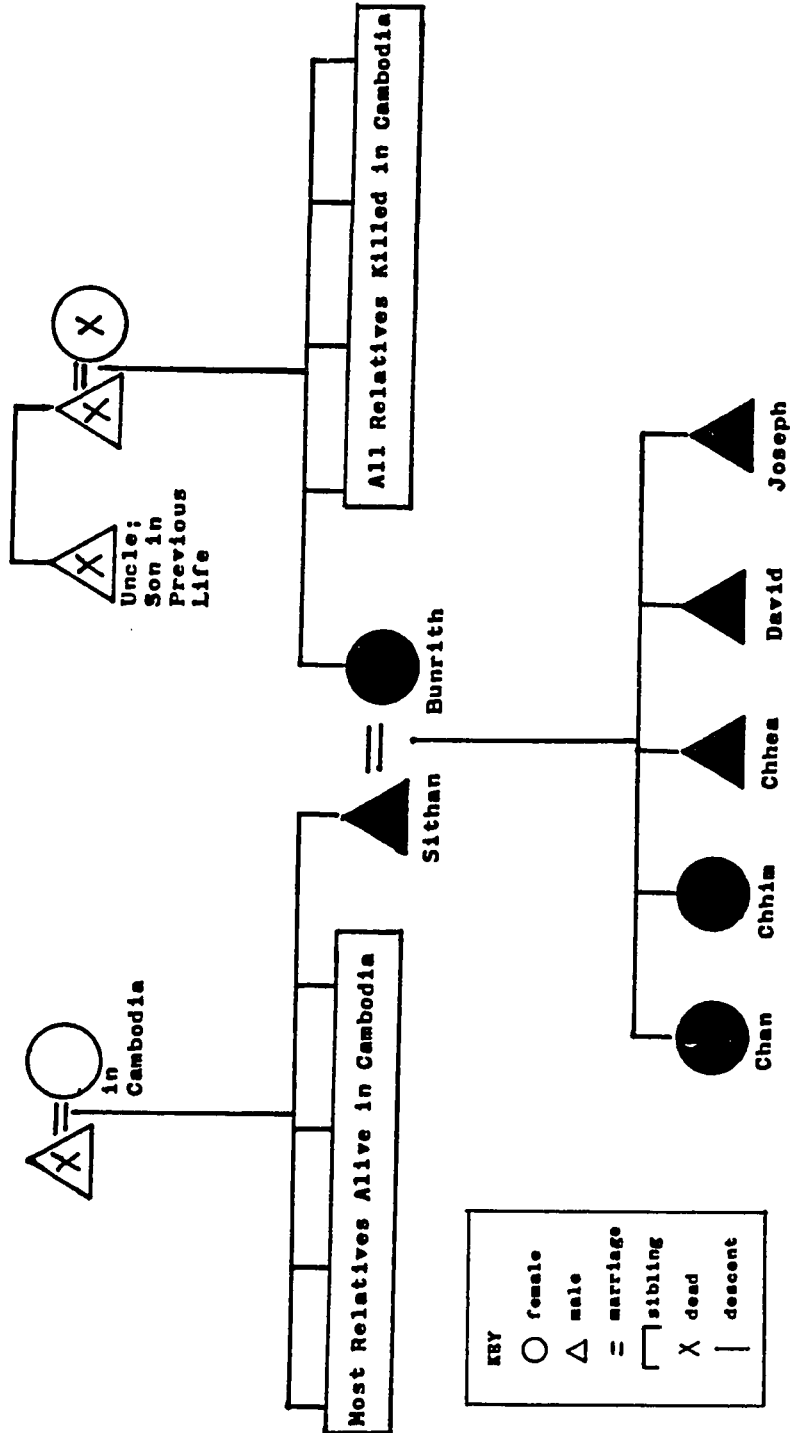 in
Cambodia
Uncle;
Son in
Previous
Life
Most Relatives Alive in Cambodia
Sithan
Bunrith
All Relatives Killed in Cambodia
Chan
Chhim
Chhea
David
Joseph
KEY
female
male
= marriage
sibling
X dead
descent